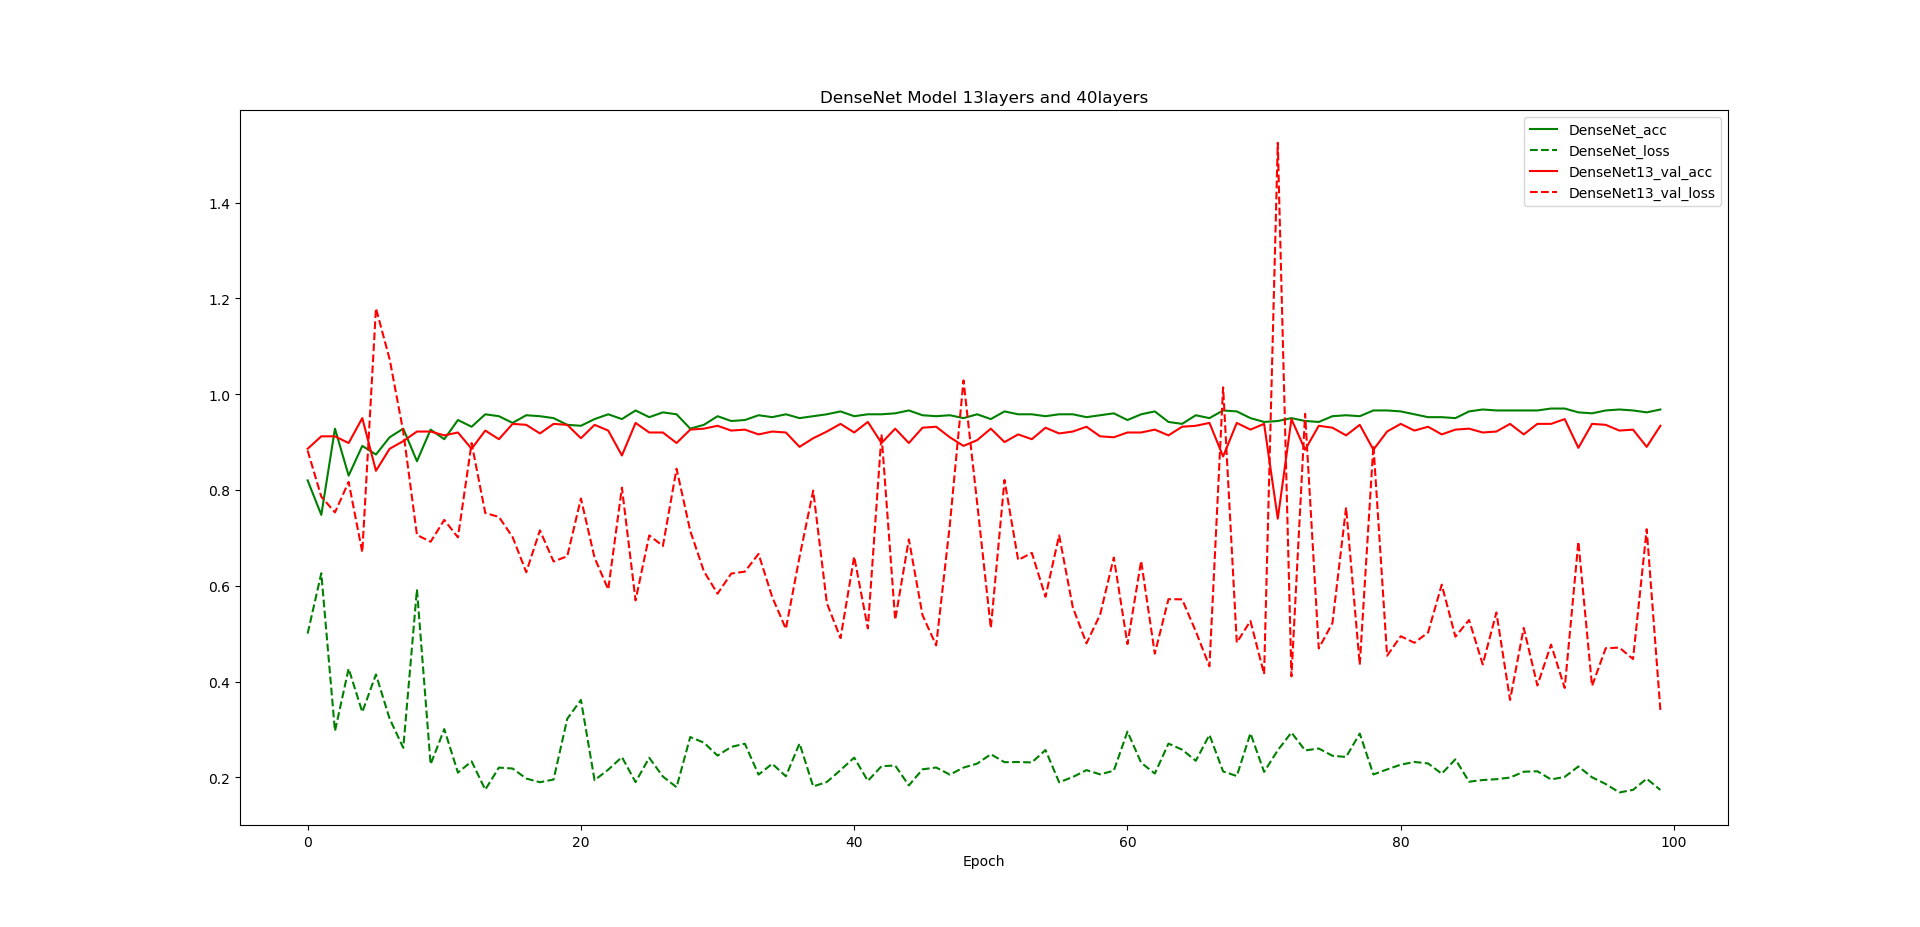 DenseNet Model 13layers and 40layers
DenseNet_acc
DenseNet_loss
DenseNet13_val_acc
DenseNet13_val_loss
1.4
1.2
1.0
0.8
0.6
0.4
0.2
0 20 40 60 80 100
Epoch